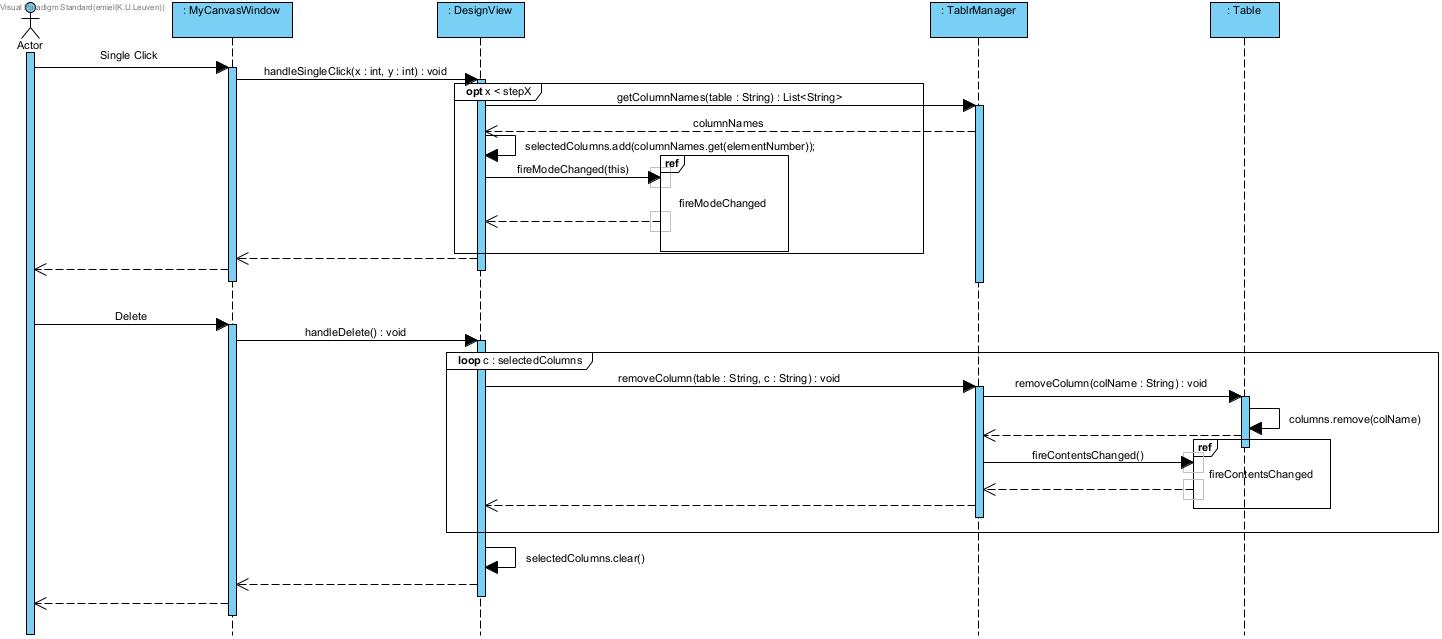 Visual Paradigm Standard(emiel(K.U.Leuven))
: MyCanvasWindow
: DesignView
: TablrManager
: Table
Actor
Single Click
handleSingleClick(x : int, y : int) : void
opt x < stepX
getColumnNames(table : String) : List<String>
columnNames
selectedColumns.add(columnNames.get(elementNumber));
fireModeChanged(this)
ref
fireModeChanged
Delete
handleDelete() : void
loop c : selectedColumns
removeColumn(table : String, c : String) : void
removeColumn(colName : String) : void
columns.remove(colName)
fireContentsChanged()
ref
fireContentsChanged
selectedColumns.clear()